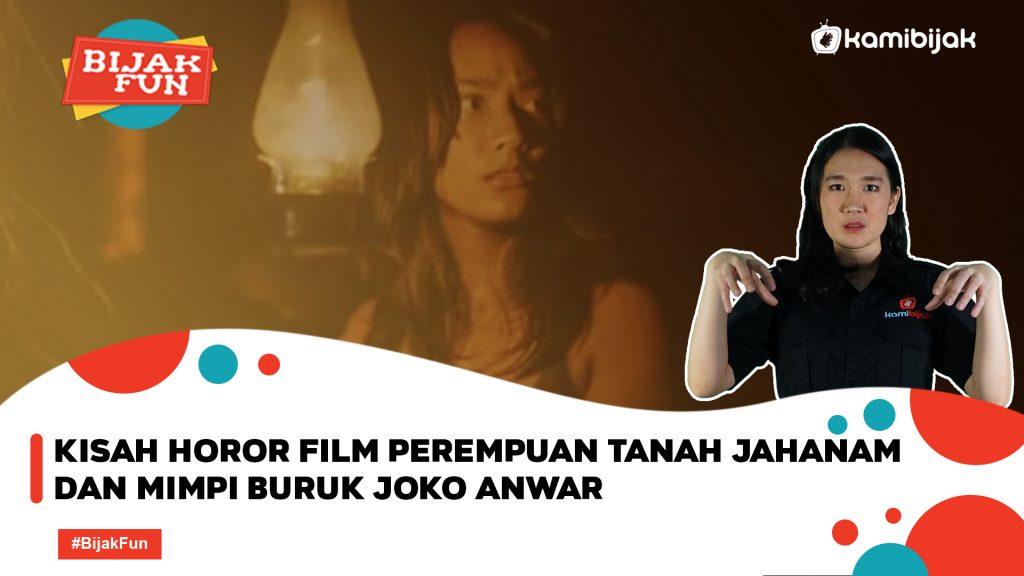 BIJAK
FUN
kamibijak
kamibijak
KISAH HOROR FILM PEREMPUAN TANAH JAHANAM
DAN MIMPI BURUK JOKO ANWAR
#BijakFun